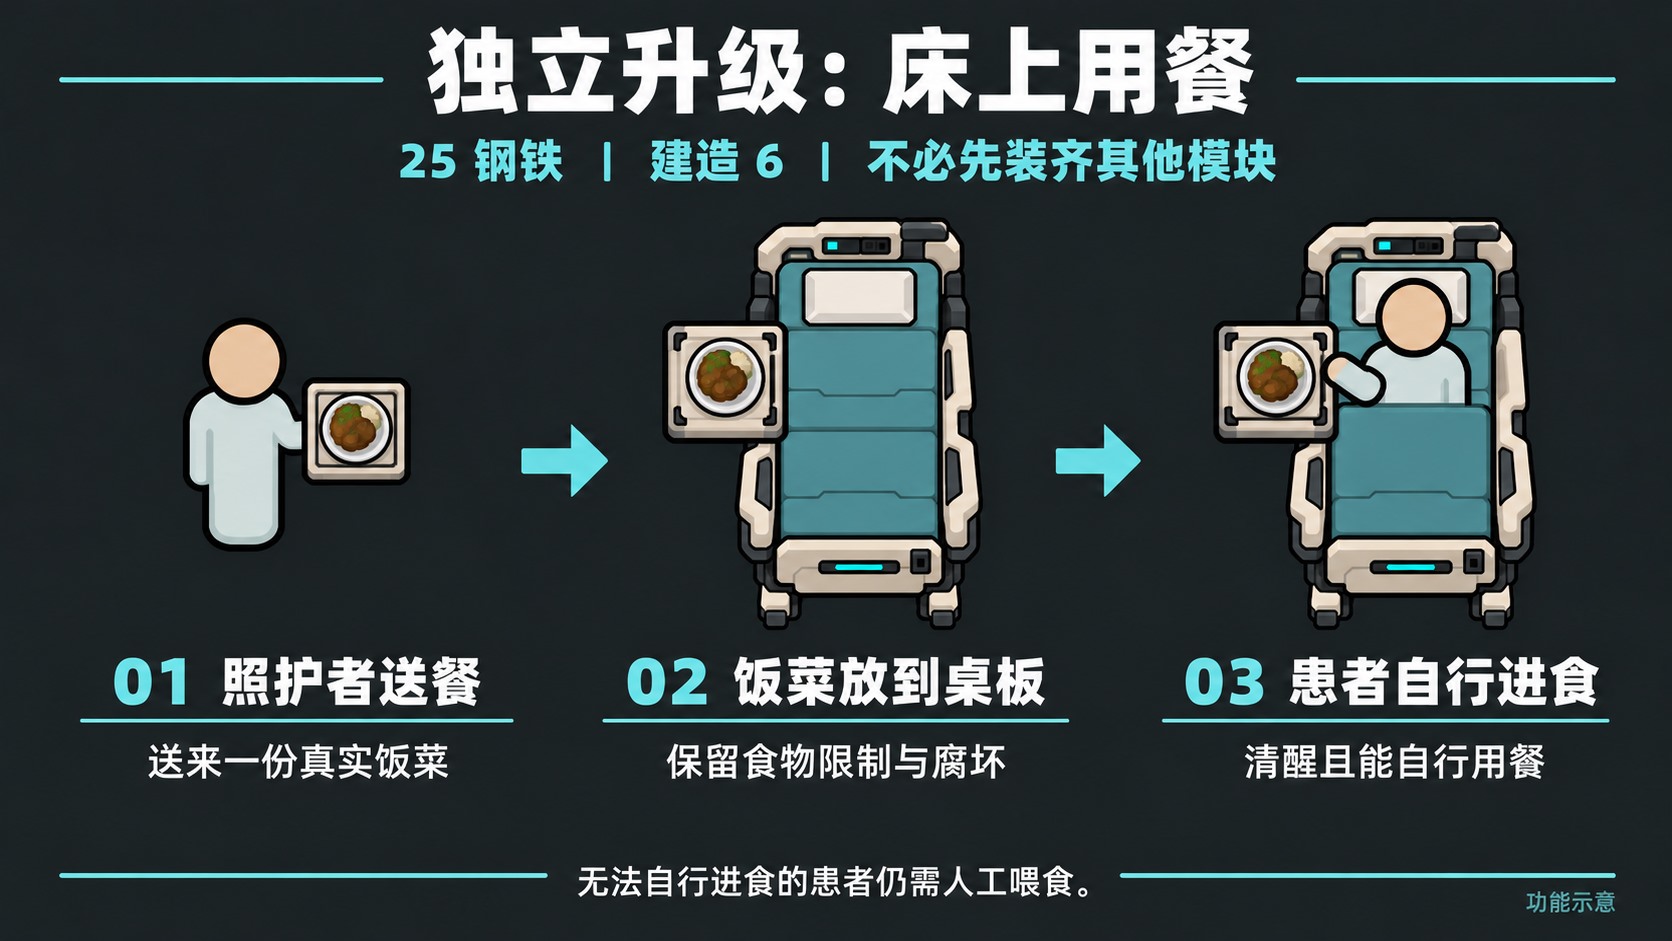 独立升级：床上用餐
25 钢铁 | 建造 6 | 不必先装齐其他模块
01 照护者送餐
送来一份真实饭菜
02 饭菜放到桌板
保留食物限制与腐坏
03 患者自行进食
清醒且能自行用餐
无法自行进食的患者仍需人工喂食。
功能示意